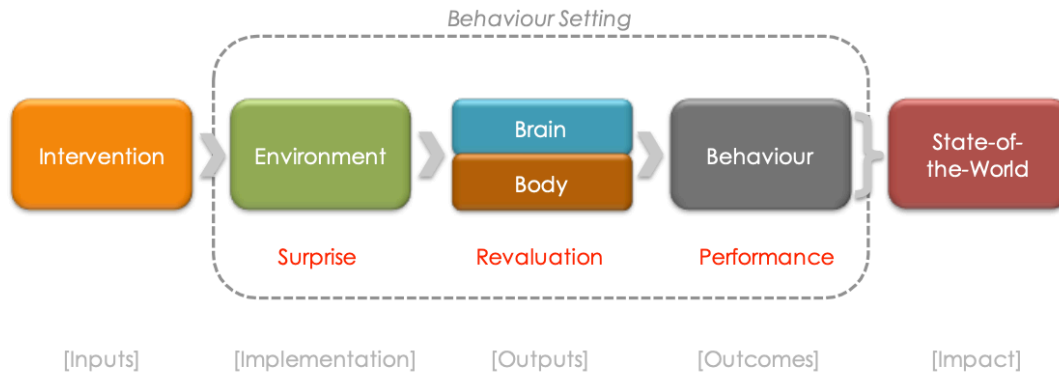 Behaviour Setting
Intervention
Environment
Brain
Body
Behaviour
State-of-
the-World
Surprise
Revaluation
Performance
[Inputs]
[Implementation]
[Outputs]
[Outcomes]
[Impact]